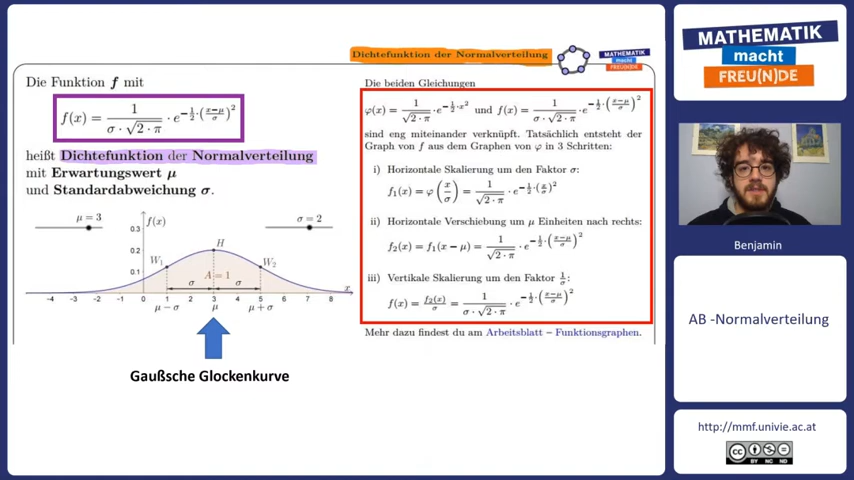 Dichtefunktion der Normalverteilung
MATHEMATIK
macht
FREU(N)DE
Die Funktion f mit
f(x) = 1/(σ · √(2 · π)) · e^(−1/2 · ((x−μ)/σ)^2)
heißt Dichtefunktion der Normalverteilung
mit Erwartungswert μ
und Standardabweichung σ.
μ = 3
σ = 2
f(x)
0.3
0.2
0.1
H
W₁
W₂
A = 1
σ
σ
x
−4 −3 −2 −1 0 1 2 3 4 5 6 7 8
μ − σ
μ
μ + σ
Gaußsche Glockenkurve
Die beiden Gleichungen
φ(x) = 1/√(2 · π) · e^(−1/2 · x^2) und f(x) = 1/(σ · √(2 · π)) · e^(−1/2 · ((x−μ)/σ)^2)
sind eng miteinander verknüpft. Tatsächlich entsteht der
Graph von f aus dem Graphen von φ in 3 Schritten:
i) Horizontale Skalierung um den Faktor σ:
f₁(x) = φ(x/σ) = 1/√(2 · π) · e^(−1/2 · (x/σ)^2)
ii) Horizontale Verschiebung um μ Einheiten nach rechts:
f₂(x) = f₁(x − μ) = 1/√(2 · π) · e^(−1/2 · ((x−μ)/σ)^2)
iii) Vertikale Skalierung um den Faktor 1/σ:
f(x) = f₂(x)/σ = 1/(σ · √(2 · π)) · e^(−1/2 · ((x−μ)/σ)^2)
Mehr dazu findest du am Arbeitsblatt – Funktionsgraphen.
MATHEMATIK
macht
FREU(N)DE
Benjamin
AB -Normalverteilung
http://mmf.univie.ac.at
cc
BY NC ND